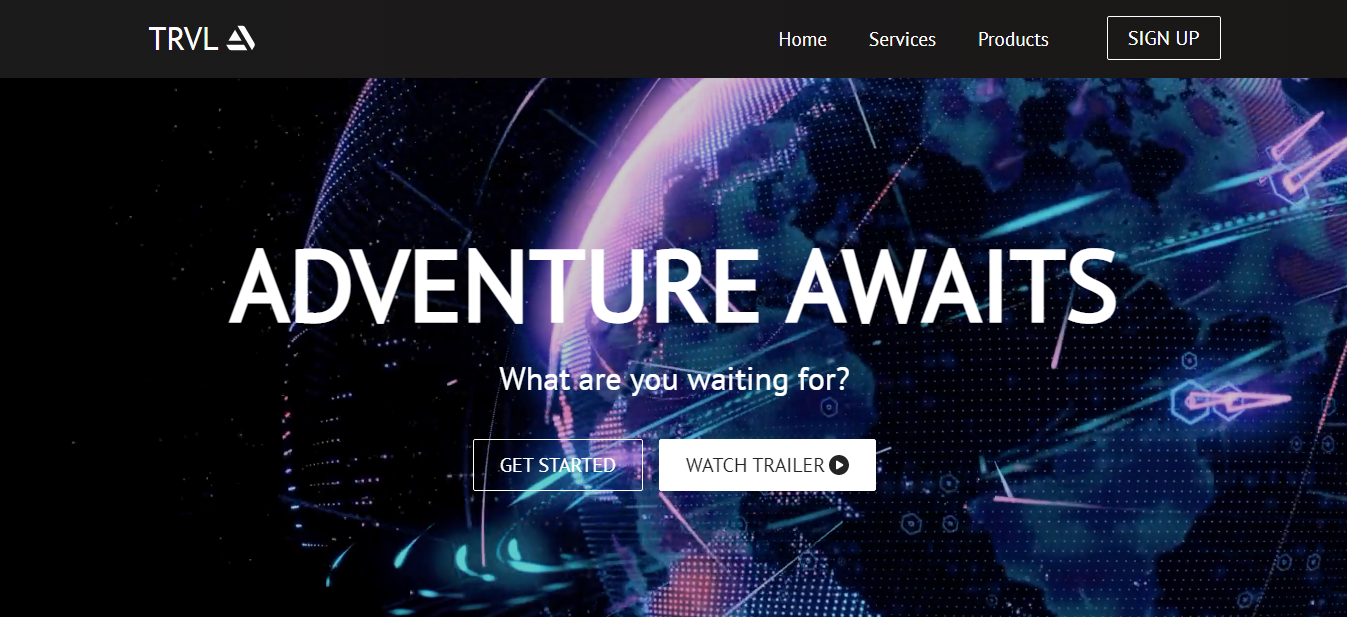 TRVL
Home Services Products SIGN UP
ADVENTURE AWAITS
What are you waiting for?
GET STARTED WATCH TRAILER